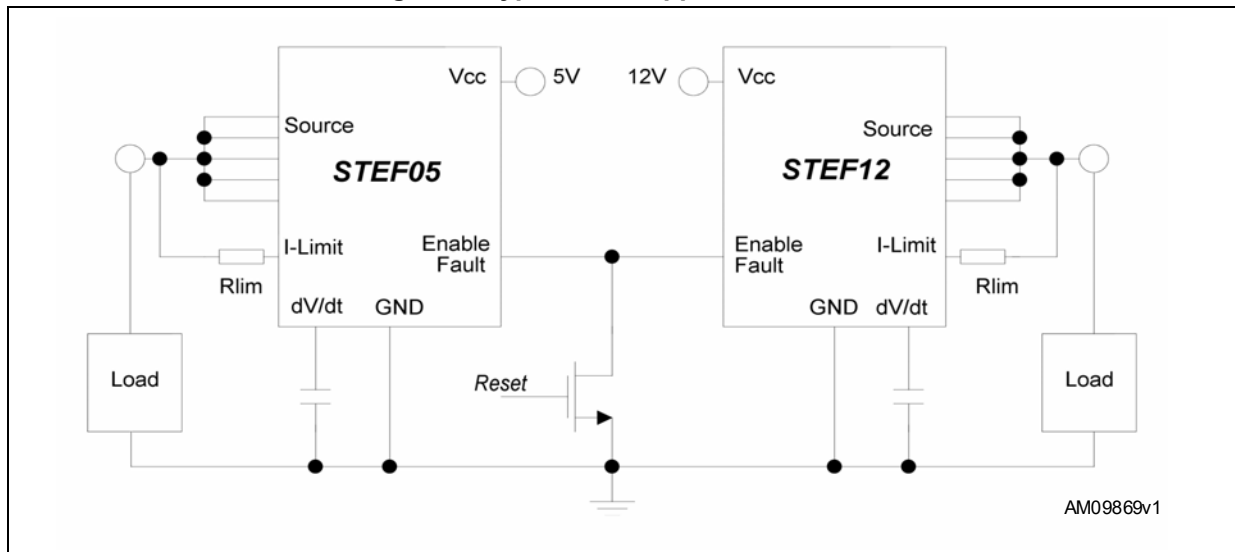 Vcc
5V
12V
Vcc
Source
Source
STEF05
STEF12
I-Limit
Enable
Fault
Enable
Fault
I-Limit
Rlim
Rlim
dV/dt
GND
GND
dV/dt
Load
Reset
Load
AM09869v1